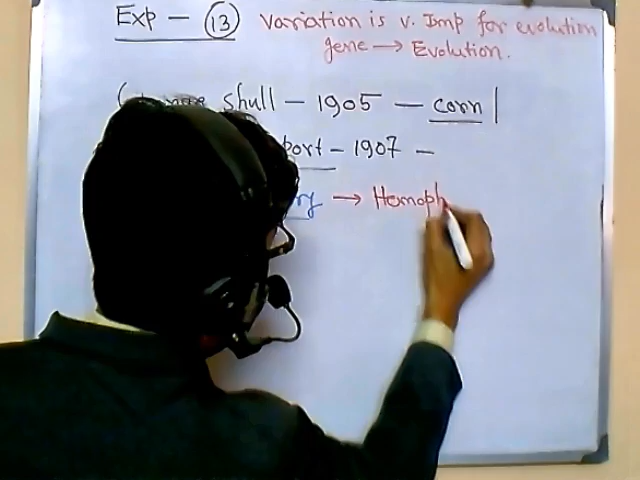 Exp – 13 Variation is v. Imp for evolution
gene → Evolution.
shull – 1905 – corn
port – 1907 –
→ Hemoph